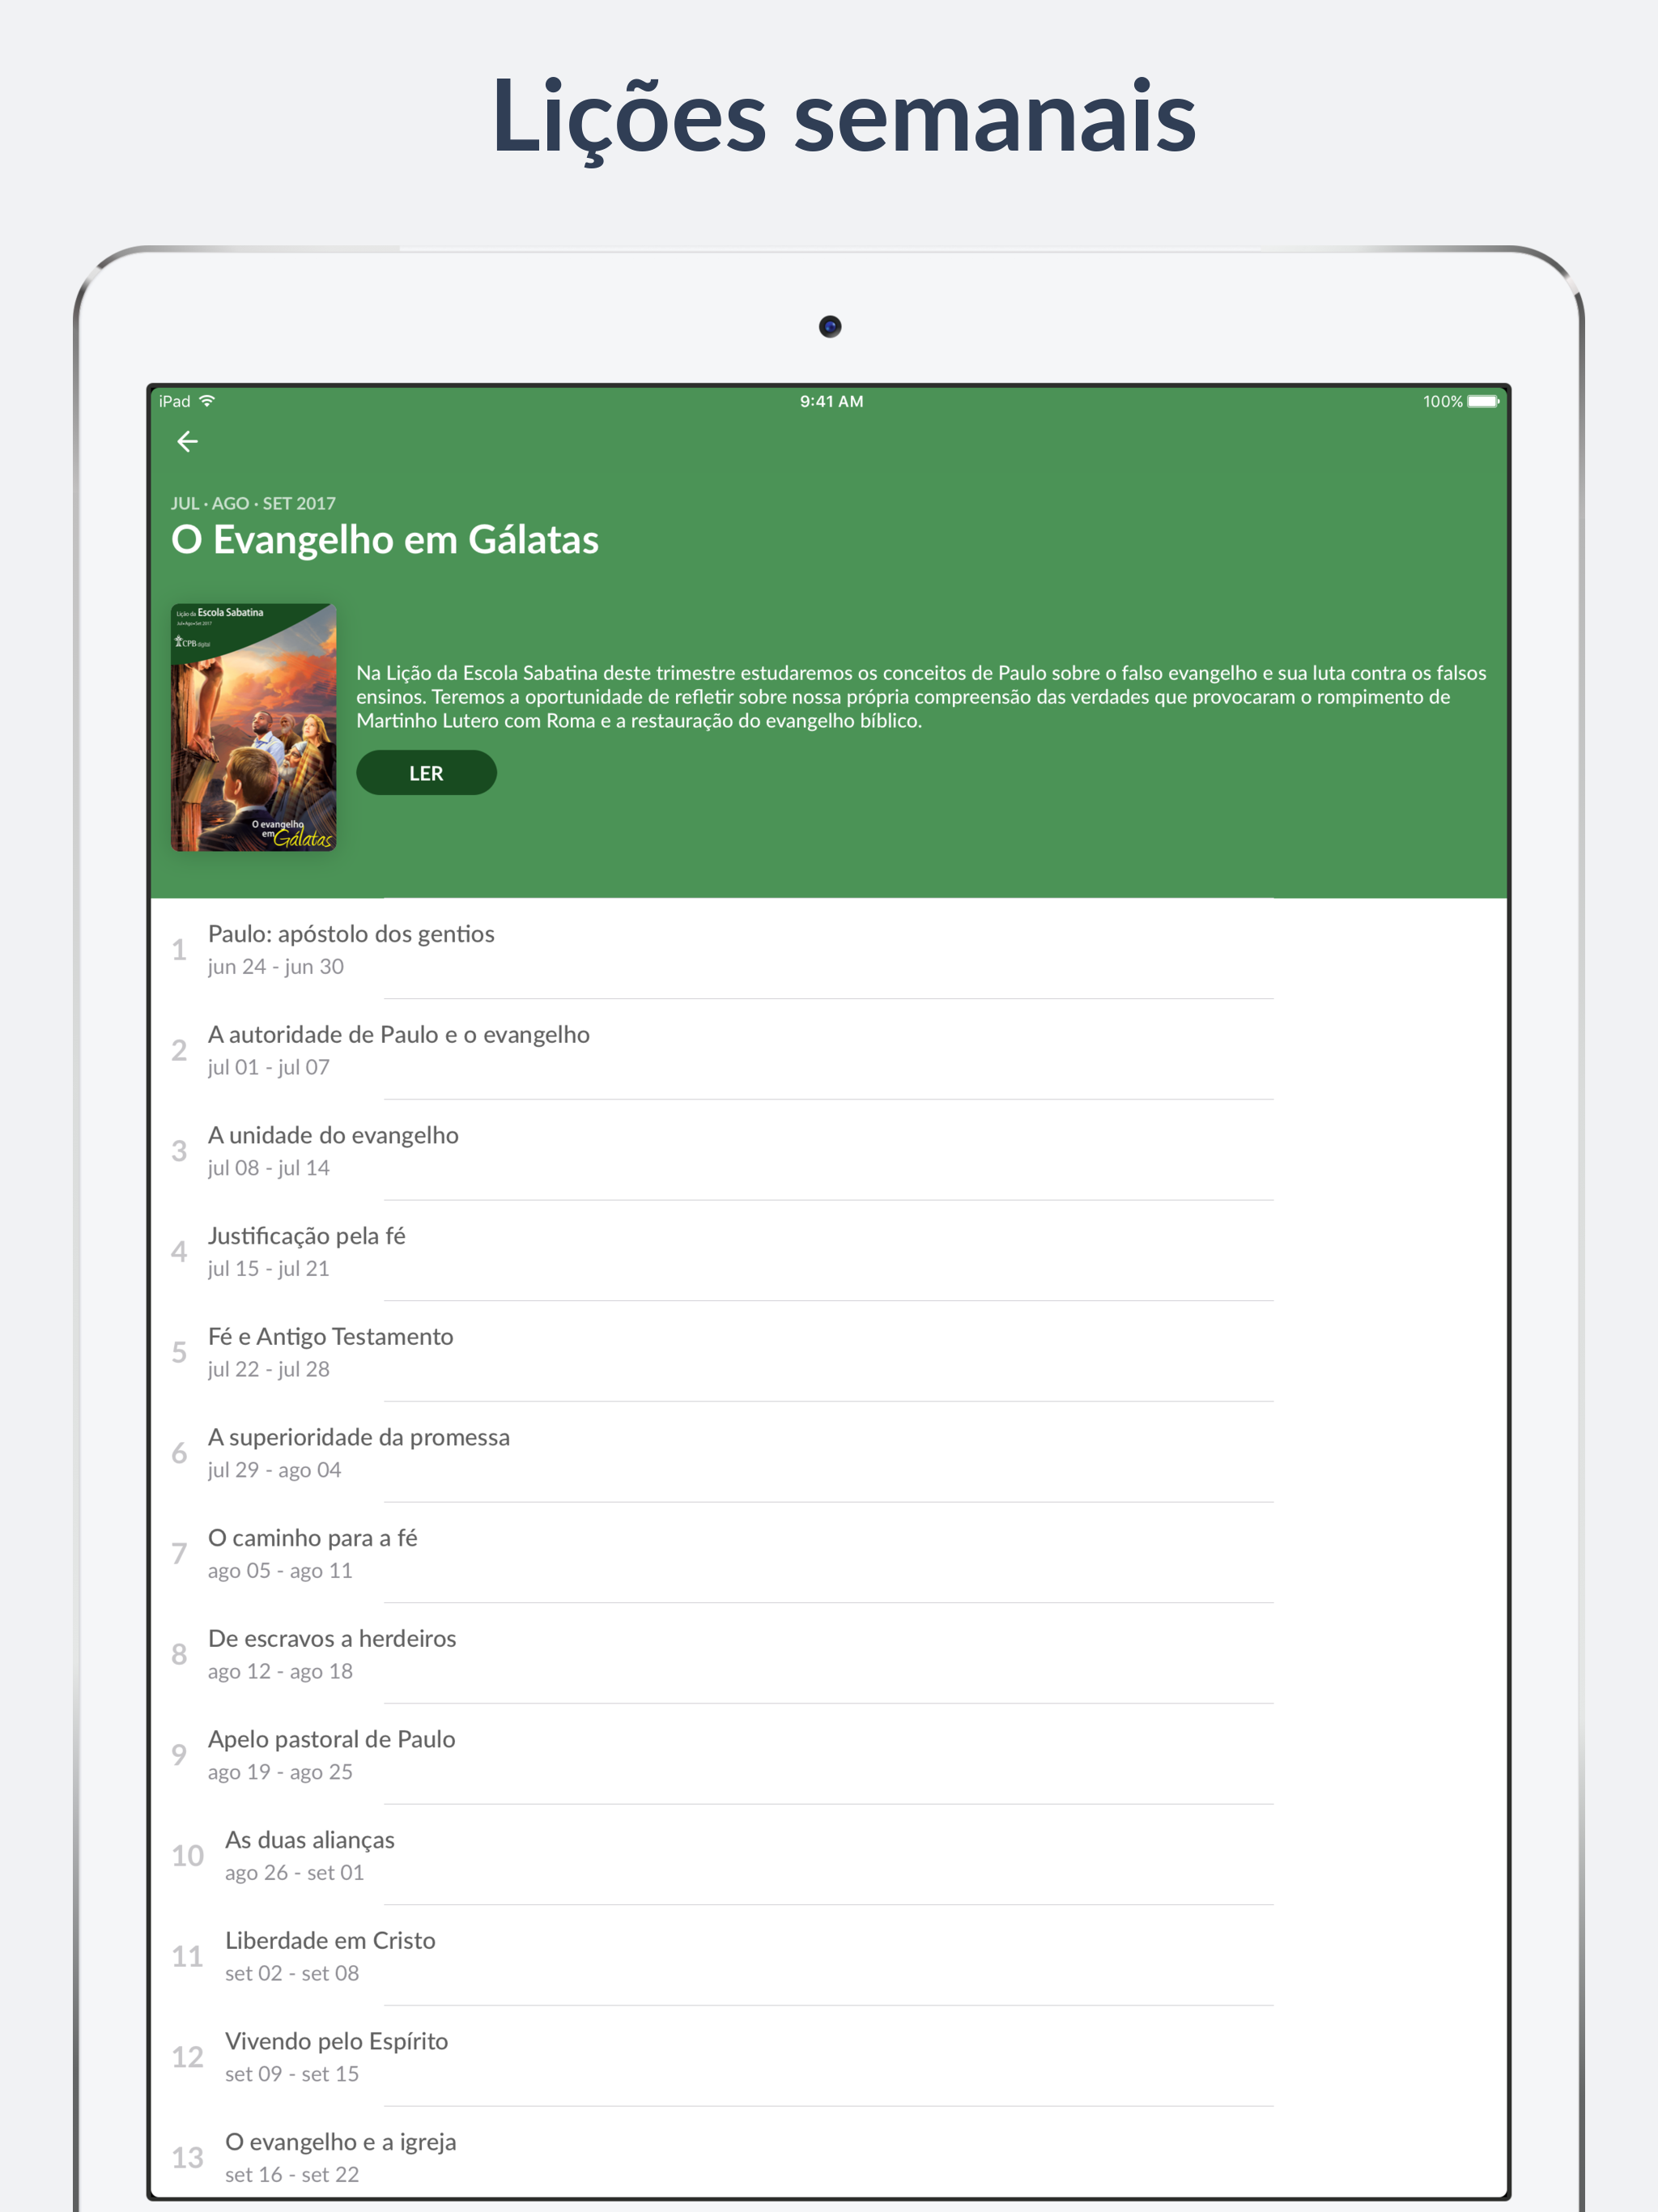 Lições semanais
iPad
9:41 AM
100%
JUL · AGO · SET 2017
O Evangelho em Gálatas
Lição da Escola Sabatina
Jul•Ago•Set 2017
CPB digital
O evangelho
em Gálatas
Na Lição da Escola Sabatina deste trimestre estudaremos os conceitos de Paulo sobre o falso evangelho e sua luta contra os falsos
ensinos. Teremos a oportunidade de refletir sobre nossa própria compreensão das verdades que provocaram o rompimento de
Martinho Lutero com Roma e a restauração do evangelho bíblico.
LER
1
Paulo: apóstolo dos gentios
jun 24 - jun 30
2
A autoridade de Paulo e o evangelho
jul 01 - jul 07
3
A unidade do evangelho
jul 08 - jul 14
4
Justificação pela fé
jul 15 - jul 21
5
Fé e Antigo Testamento
jul 22 - jul 28
6
A superioridade da promessa
jul 29 - ago 04
7
O caminho para a fé
ago 05 - ago 11
8
De escravos a herdeiros
ago 12 - ago 18
9
Apelo pastoral de Paulo
ago 19 - ago 25
10
As duas alianças
ago 26 - set 01
11
Liberdade em Cristo
set 02 - set 08
12
Vivendo pelo Espírito
set 09 - set 15
13
O evangelho e a igreja
set 16 - set 22